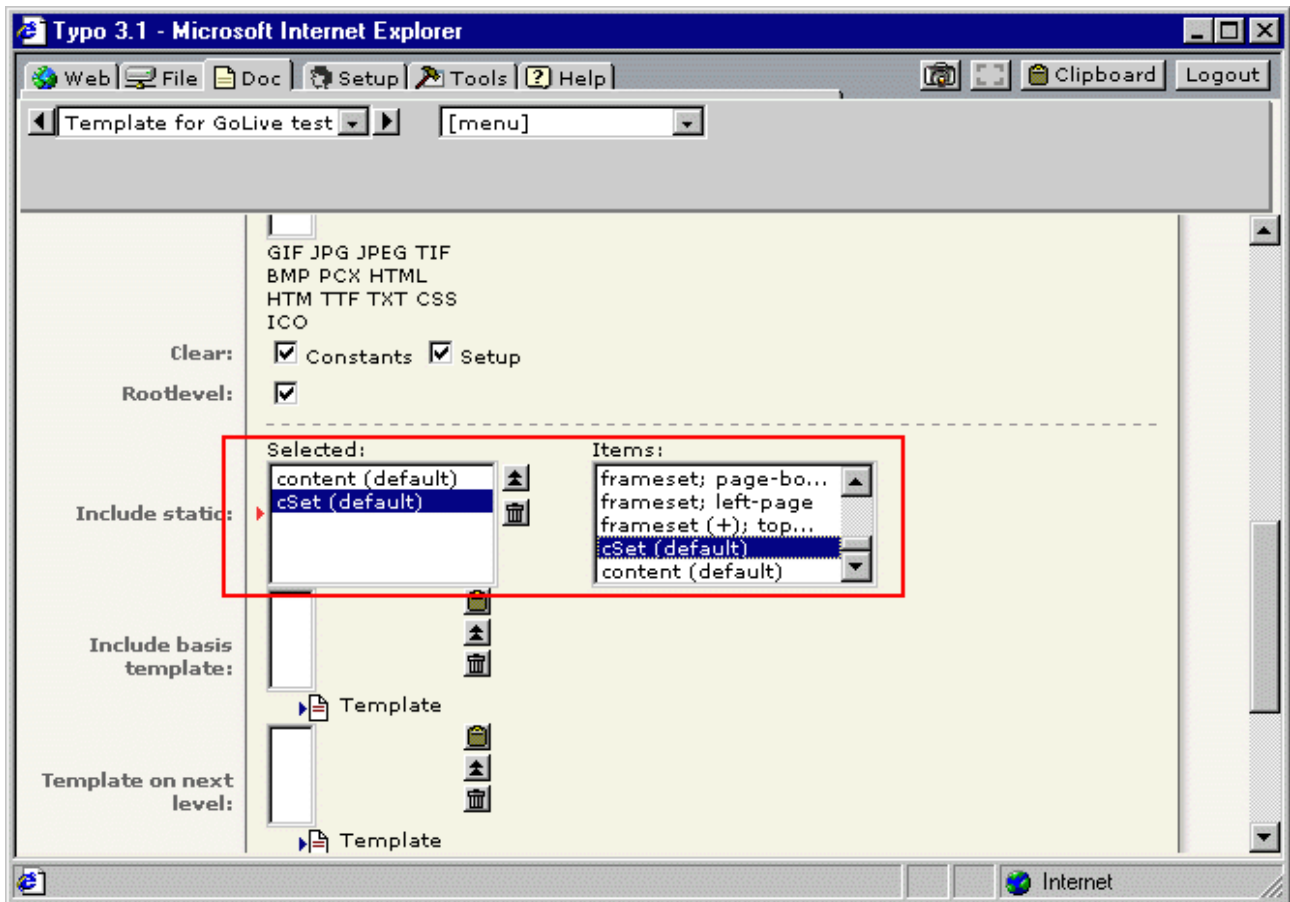 Typo 3.1 - Microsoft Internet Explorer
Web File Doc Setup Tools Help Clipboard Logout
Template for GoLive test [menu]
GIF JPG JPEG TIF
BMP PCX HTML
HTM TTF TXT CSS
ICO
Clear: Constants Setup
Rootlevel:
Selected: Items:
content (default) frameset; page-bo...
cSet (default) frameset; left-page
Include static: frameset (+); top...
cSet (default)
content (default)
Include basis
template:
Template
Template on next
level:
Template
Internet